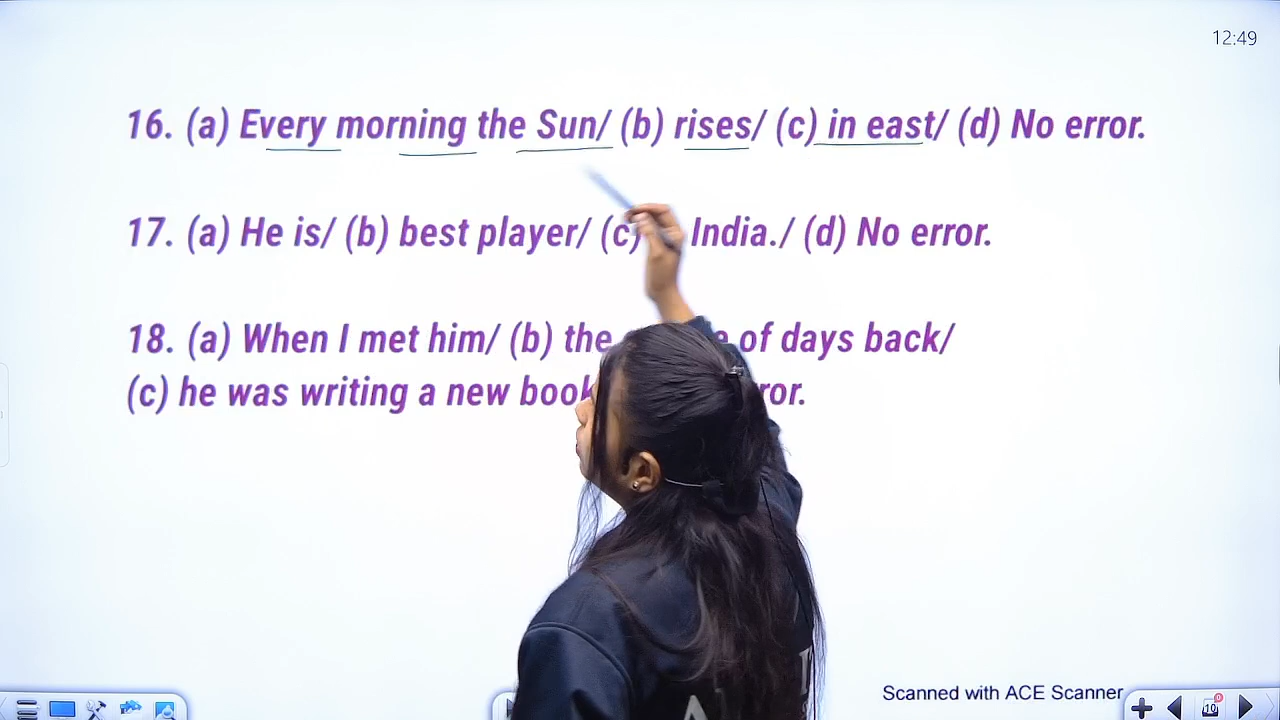 12:49
16. (a) Every morning the Sun/ (b) rises/ (c) in east/ (d) No error.
17. (a) He is/ (b) best player/ (c) India./ (d) No error.
18. (a) When I met him/ (b) the of days back/
(c) he was writing a new book
Scanned with ACE Scanner
10